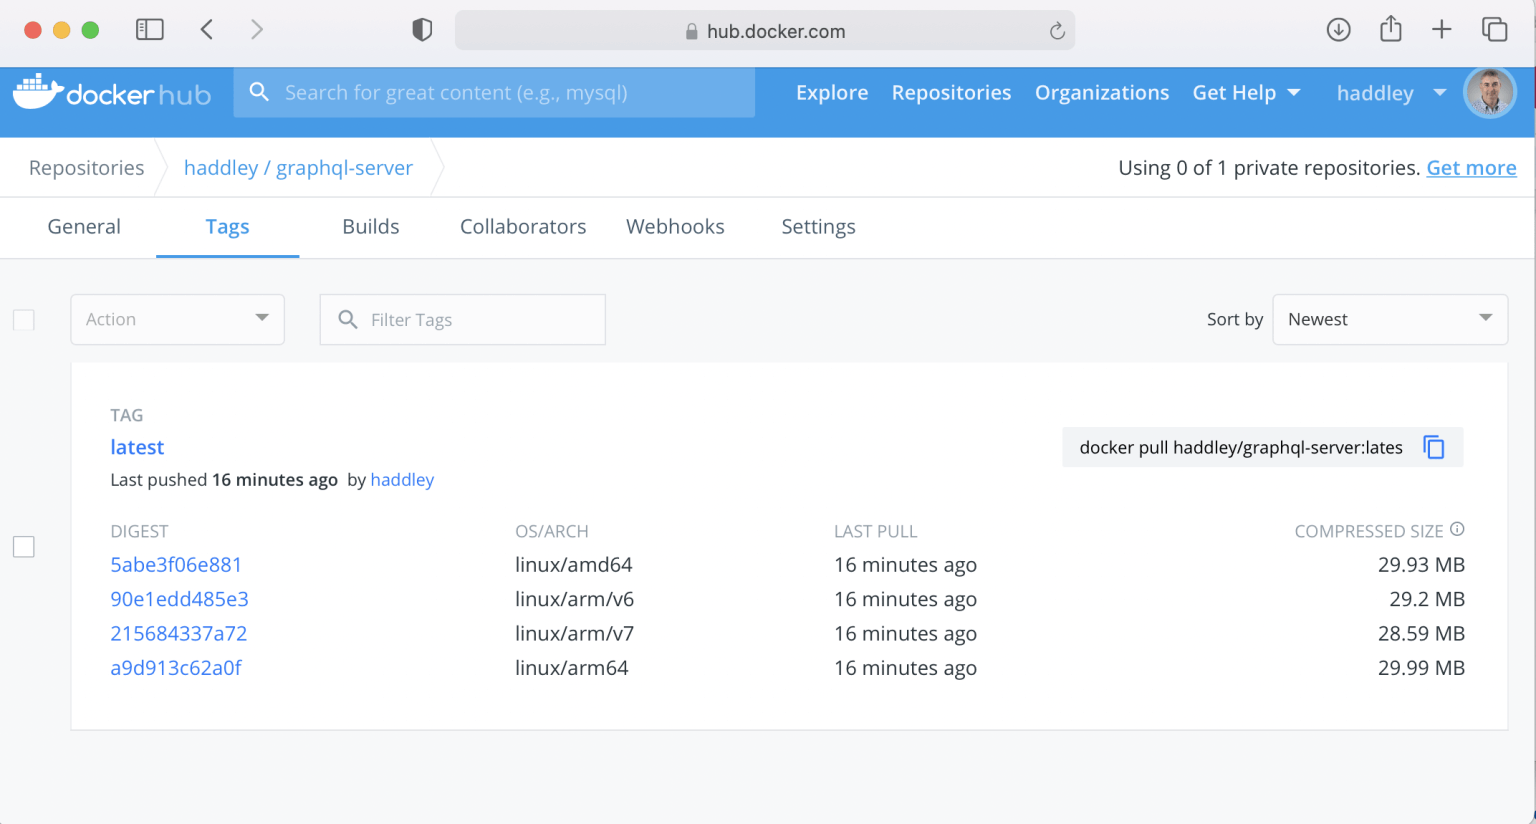 hub.docker.com
docker hub Search for great content (e.g., mysql) Explore Repositories Organizations Get Help haddley
Repositories haddley / graphql-server Using 0 of 1 private repositories. Get more
General Tags Builds Collaborators Webhooks Settings
Action Filter Tags Sort by Newest
TAG
latest
docker pull haddley/graphql-server:lates
Last pushed 16 minutes ago by haddley
DIGEST OS/ARCH LAST PULL COMPRESSED SIZE
5abe3f06e881 linux/amd64 16 minutes ago 29.93 MB
90e1edd485e3 linux/arm/v6 16 minutes ago 29.2 MB
215684337a72 linux/arm/v7 16 minutes ago 28.59 MB
a9d913c62a0f linux/arm64 16 minutes ago 29.99 MB